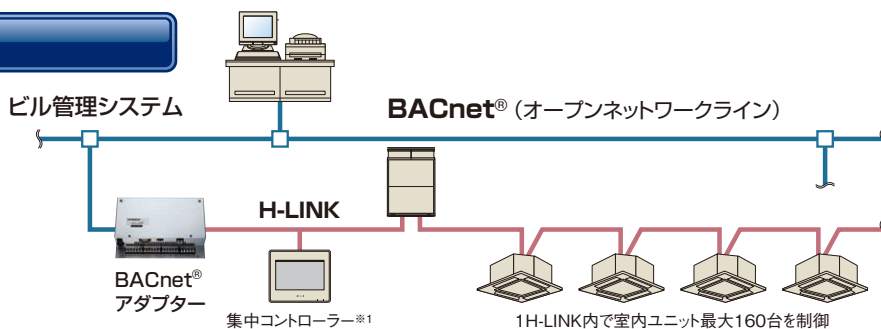 ビル管理システム
BACnet® (オープンネットワークライン)
H-LINK
BACnet®
アダプター
集中コントローラー※1
1H-LINK内で室内ユニット最大160台を制御